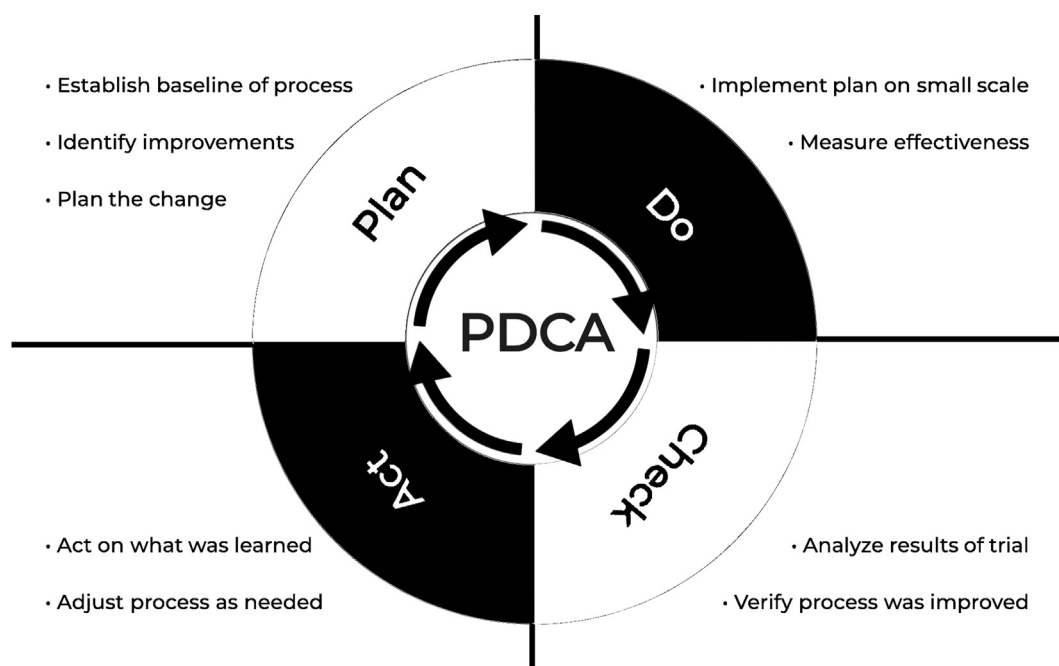 • Establish baseline of process
• Identify improvements
• Plan the change
Plan
• Implement plan on small scale
• Measure effectiveness
Do
PDCA
Check
• Analyze results of trial
• Verify process was improved
Act
• Act on what was learned
• Adjust process as needed